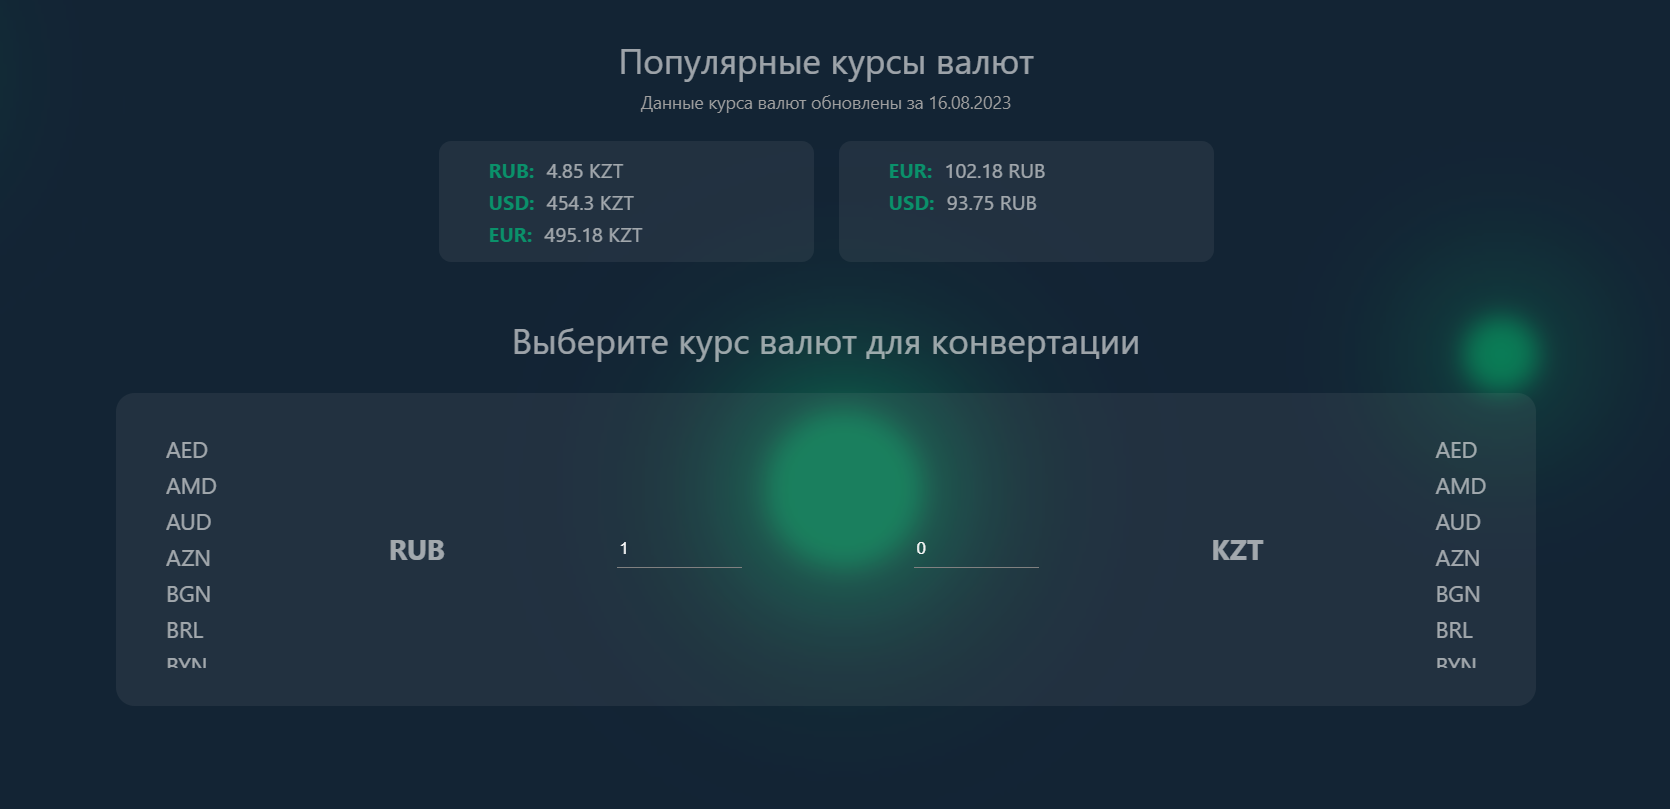 Популярные курсы валют
Данные курса валют обновлены за 16.08.2023
RUB: 4.85 KZT
USD: 454.3 KZT
EUR: 495.18 KZT
EUR: 102.18 RUB
USD: 93.75 RUB
Выберите курс валют для конвертации
AED
AMD
AUD
AZN
BGN
BRL
BYN
RUB
1
0
KZT
AED
AMD
AUD
AZN
BGN
BRL
BYN